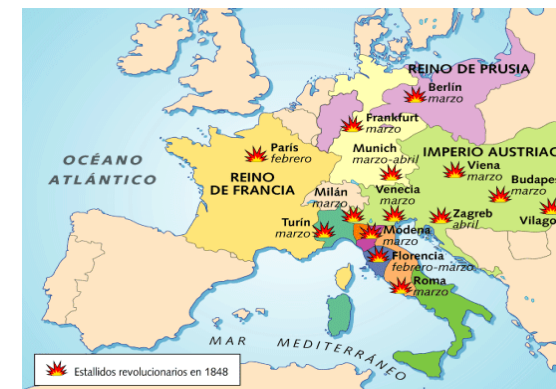 REINO DE PRUSIA
Berlín
marzo
Frankfurt
marzo
París
febrero
Munich
marzo-abril
IMPERIO AUSTRIAC
Viena
marzo
OCÉANO
ATLÁNTICO
REINO
DE FRANCIA
Budapes
marzo
Milán
marzo
Venecia
marzo
Zagreb
abril
Vilago
Turín
marzo
Modena
marzo
Florencia
febrero-marzo
Roma
marzo
MAR MEDITERRÁNEO
Estallidos revolucionarios en 1848